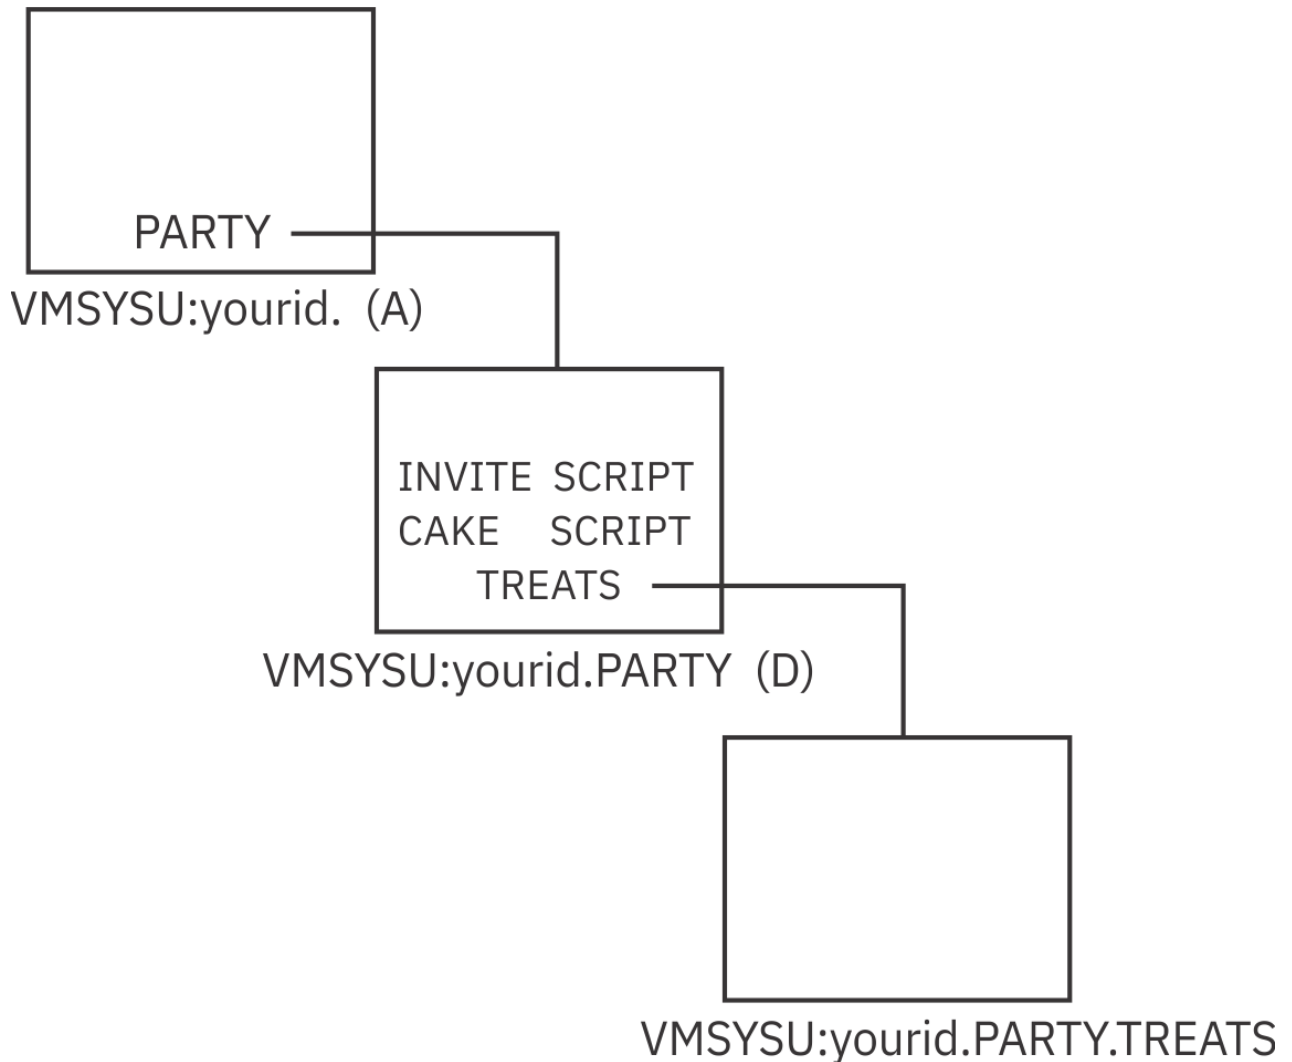 PARTY
VMSYSU:yourid. (A)
INVITE SCRIPT
CAKE SCRIPT
TREATS
VMSYSU:yourid.PARTY (D)
VMSYSU:yourid.PARTY.TREATS